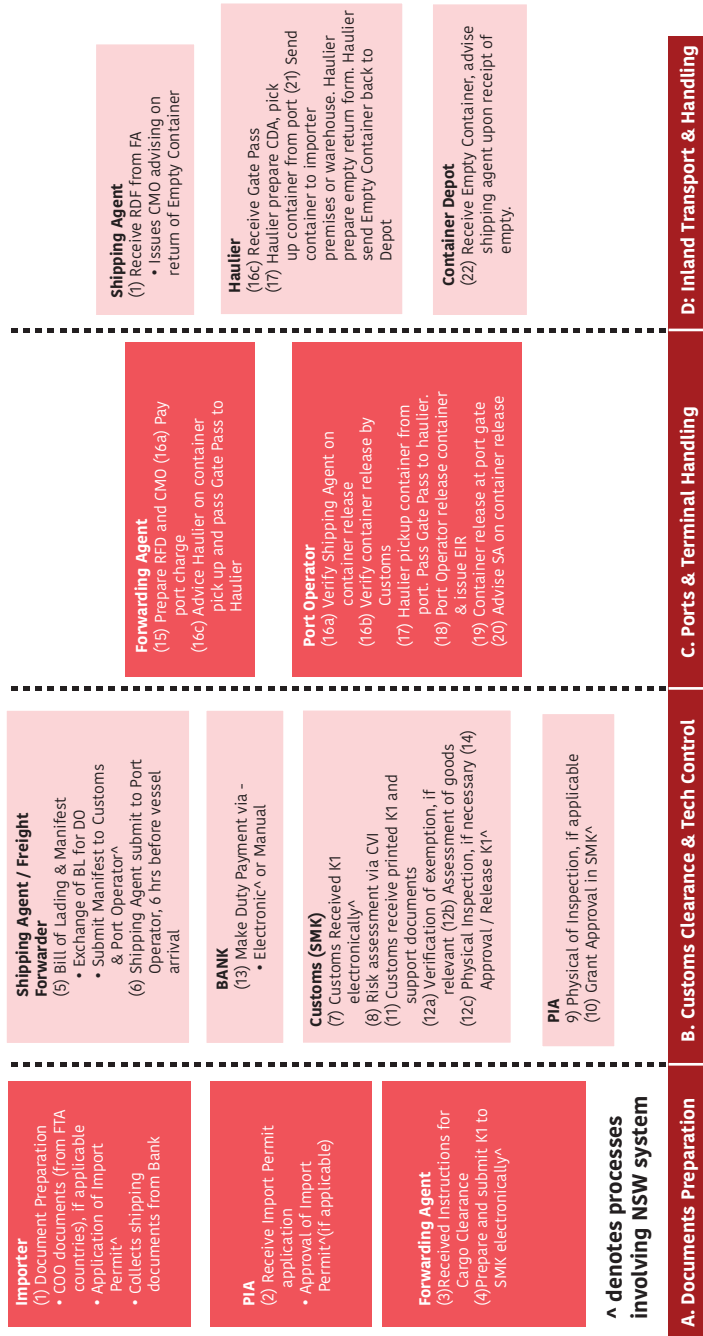 Importer
(1) Document Preparation
• COO documents (from FTA
countries), if applicable
• Application of Import
Permit^
• Collects shipping
documents from Bank
PIA
(2) Receive Import Permit
application
• Approval of Import
Permit^(if applicable)
Forwarding Agent
(3)Received Instructions for
Cargo Clearance
(4)Prepare and submit K1 to
SMK electronically^
^ denotes processes
involving NSW system
A. Documents Preparation
Shipping Agent / Freight
Forwarder
(5) Bill of Lading & Manifest
• Exchange of BL for DO
• Submit Manifest to Customs
& Port Operator^
(6) Shipping Agent submit to Port
Operator, 6 hrs before vessel
arrival
BANK
(13) Make Duty Payment via -
• Electronic^ or Manual
Customs (SMK)
(7) Customs Received K1
electronically^
(8) Risk assessment via CVI
(11) Customs receive printed K1 and
support documents
(12a) Verification of exemption, if
relevant (12b) Assessment of goods
(12c) Physical Inspection, if necessary (14)
Approval / Release K1^
PIA
9) Physical of Inspection, if applicable
(10) Grant Approval in SMK^
B. Customs Clearance & Tech Control
Forwarding Agent
(15) Prepare RFD and CMO (16a) Pay
port charge
(16c) Advice Haulier on container
pick up and pass Gate Pass to
Haulier
Port Operator
(16a) Verify Shipping Agent on
container release
(16b) Verify container release by
Customs
(17) Haulier pickup container from
port. Pass Gate Pass to haulier.
(18) Port Operator release container
& issue EIR
(19) Container release at port gate
(20) Advise SA on container release
C. Ports & Terminal Handling
Shipping Agent
(1) Receive RDF from FA
• Issues CMO advising on
return of Empty Container
Haulier
(16c) Receive Gate Pass
(17) Haulier prepare CDA, pick
up container from port (21) Send
container to importer
premises or warehouse. Haulier
prepare empty return form. Haulier
send Empty Container back to
Depot
Container Depot
(22) Receive Empty Container, advise
shipping agent upon receipt of
empty.
D: Inland Transport & Handling